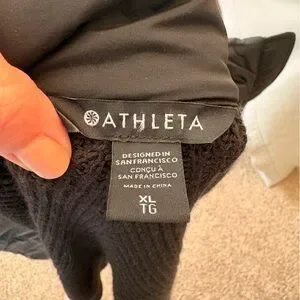 ATHLETA
DESIGNED IN
SAN FRANCISCO
CONÇU À
SAN FRANCISCO
MADE IN CHINA
XL
TG